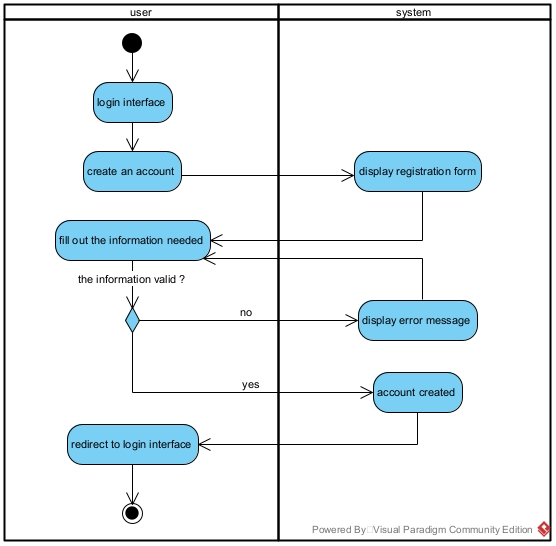 user
system
login interface
create an account
display registration form
fill out the information needed
the information valid ?
no
display error message
yes
account created
redirect to login interface
Powered By Visual Paradigm Community Edition